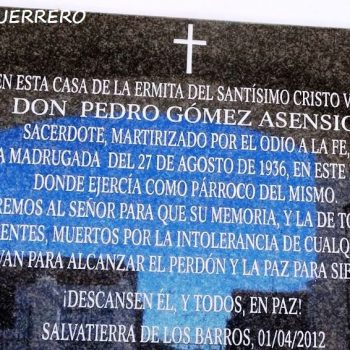 GUERRERO
EN ESTA CASA DE LA ERMITA DEL SANTÍSIMO CRISTO V
DON PEDRO GÓMEZ ASENSIO
SACERDOTE, MARTIRIZADO POR EL ODIO A LA FE,
A MADRUGADA DEL 27 DE AGOSTO DE 1936, EN ESTE
DONDE EJERCÍA COMO PÁRROCO DEL MISMO.
REMOS AL SEÑOR PARA QUE SU MEMORIA, Y LA DE TO
ENTES, MUERTOS POR LA INTOLERANCIA DE CUALQ
VAN PARA ALCANZAR EL PERDÓN Y LA PAZ PARA SIE
¡DESCANSEN ÉL, Y TODOS, EN PAZ!
SALVATIERRA DE LOS BARROS, 01/04/2012